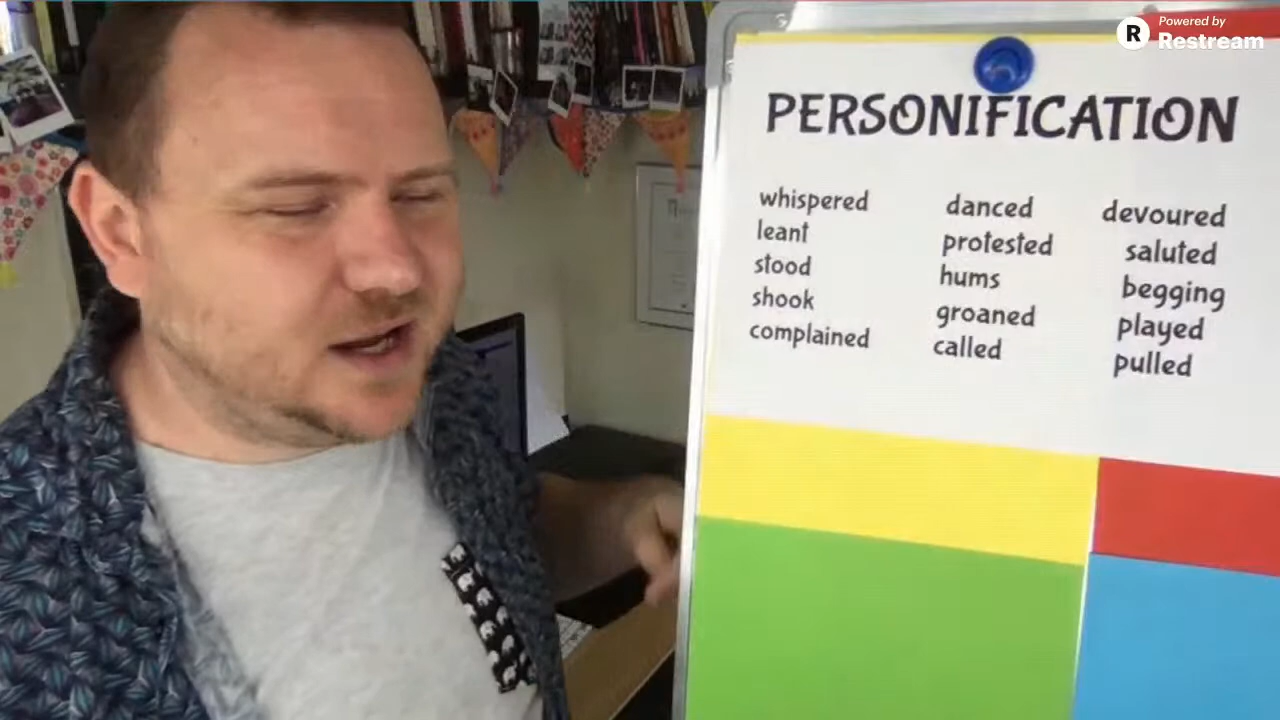 Powered by
R Restream
PERSONIFICATION
whispered danced devoured
leant protested saluted
stood hums begging
shook groaned played
complained called pulled